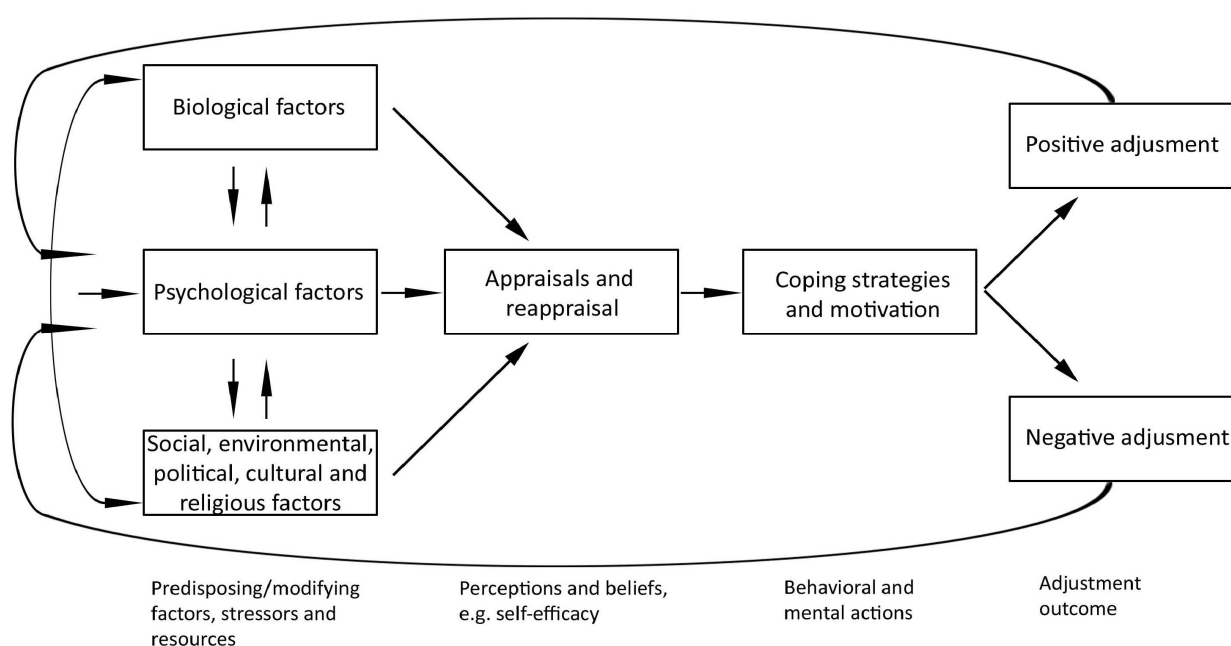 Biological factors
Positive adjusment
Psychological factors
Appraisals and
reappraisal
Coping strategies
and motivation
Social, environmental,
political, cultural and
religious factors
Negative adjusment
Predisposing/modifying
factors, stressors and
resources
Perceptions and beliefs,
e.g. self-efficacy
Behavioral and
mental actions
Adjustment
outcome